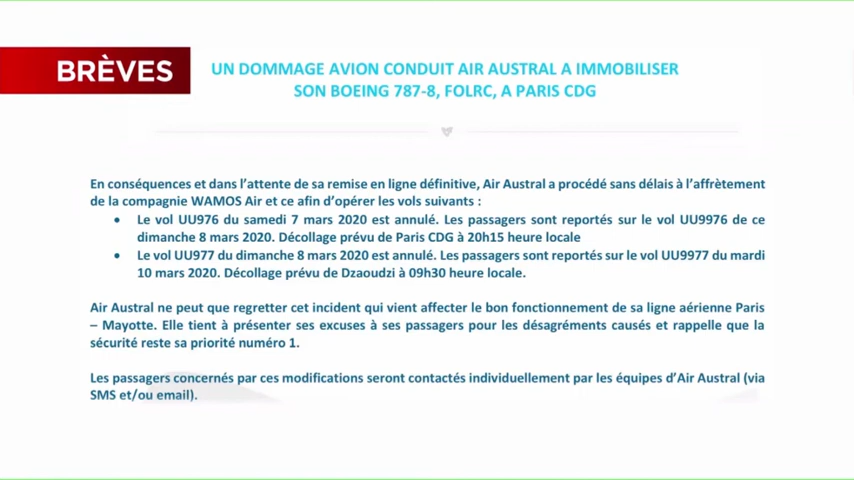 BRÈVES
UN DOMMAGE AVION CONDUIT AIR AUSTRAL A IMMOBILISER
SON BOEING 787-8, FOLRC, A PARIS CDG
En conséquences et dans l'attente de sa remise en ligne définitive, Air Austral a procédé sans délais à l'affrètement
de la compagnie WAMOS Air et ce afin d'opérer les vols suivants :
• Le vol UU976 du samedi 7 mars 2020 est annulé. Les passagers sont reportés sur le vol UU9976 de ce
dimanche 8 mars 2020. Décollage prévu de Paris CDG à 20h15 heure locale
• Le vol UU977 du dimanche 8 mars 2020 est annulé. Les passagers sont reportés sur le vol UU9977 du mardi
10 mars 2020. Décollage prévu de Dzaoudzi à 09h30 heure locale.
Air Austral ne peut que regretter cet incident qui vient affecter le bon fonctionnement de sa ligne aérienne Paris
– Mayotte. Elle tient à présenter ses excuses à ses passagers pour les désagréments causés et rappelle que la
sécurité reste sa priorité numéro 1.
Les passagers concernés par ces modifications seront contactés individuellement par les équipes d'Air Austral (via
SMS et/ou email).